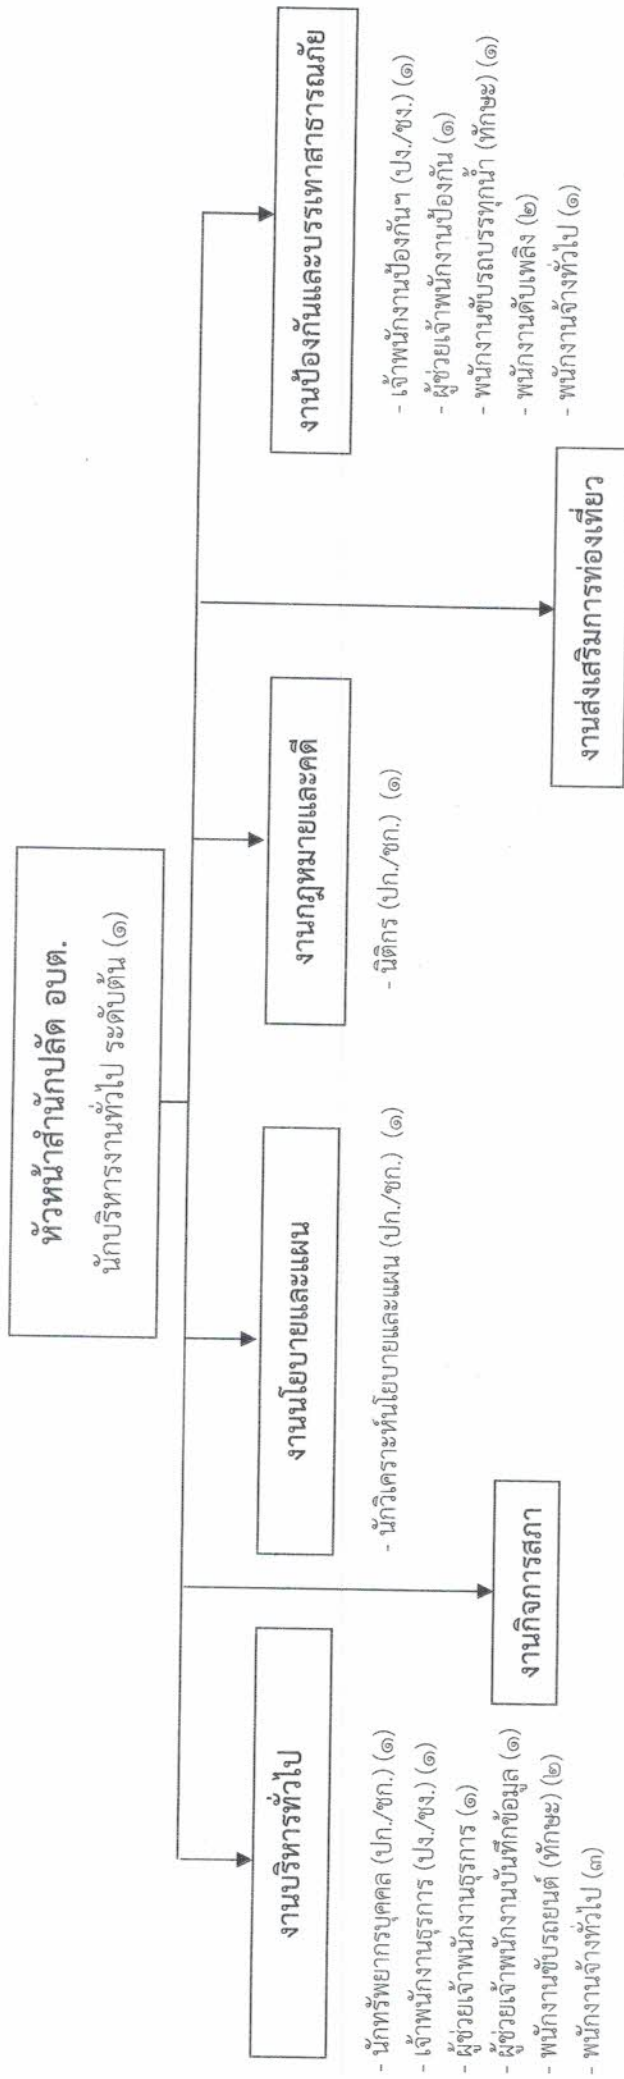 หัวหน้าสำนักปลัด อบต.
นักบริหารงานทั่วไป ระดับต้น (๑)
งานบริหารทั่วไป
- นักทรัพยากรบุคคล (ปก./ชก.) (๑)
- เจ้าพนักงานธุรการ (ปง./ชง.) (๑)
- ผู้ช่วยเจ้าพนักงานธุรการ (๑)
- ผู้ช่วยเจ้าพนักงานบันทึกข้อมูล (๑)
- พนักงานขับรถยนต์ (ทักษะ) (๒)
- พนักงานจ้างทั่วไป (๓)
งานกิจการสภา
งานนโยบายและแผน
- นักวิเคราะห์นโยบายและแผน (ปก./ชก.) (๑)
งานกฎหมายและคดี
- นิติกร (ปก./ชก.) (๑)
งานส่งเสริมการท่องเที่ยว
งานป้องกันและบรรเทาสาธารณภัย
- เจ้าพนักงานป้องกันฯ (ปง./ชง.) (๑)
- ผู้ช่วยเจ้าพนักงานป้องกัน (๑)
- พนักงานขับรถบรรทุกน้ำ (ทักษะ) (๑)
- พนักงานดับเพลิง (๒)
- พนักงานจ้างทั่วไป (๑)